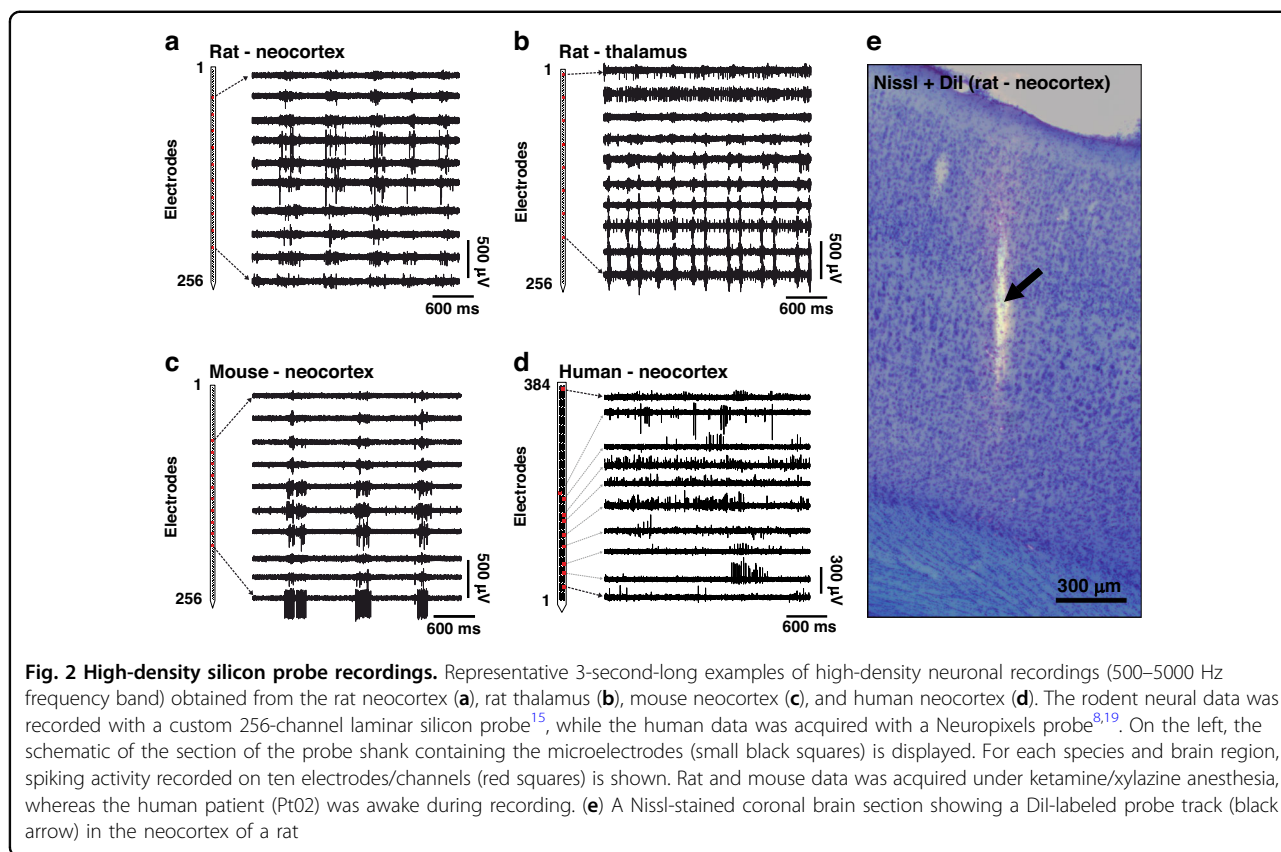 a
Rat - neocortex
1
Electrodes
256
500 µV
600 ms
b
Rat - thalamus
1
Electrodes
256
500 µV
600 ms
c
Mouse - neocortex
1
Electrodes
256
500 µV
600 ms
d
Human - neocortex
384
Electrodes
1
300 µV
600 ms
e
Nissl + DiI (rat - neocortex)
300 µm
Fig. 2 High-density silicon probe recordings. Representative 3-second-long examples of high-density neuronal recordings (500–5000 Hz
frequency band) obtained from the rat neocortex (a), rat thalamus (b), mouse neocortex (c), and human neocortex (d). The rodent neural data was
recorded with a custom 256-channel laminar silicon probe15, while the human data was acquired with a Neuropixels probe8,19. On the left, the
schematic of the section of the probe shank containing the microelectrodes (small black squares) is displayed. For each species and brain region,
spiking activity recorded on ten electrodes/channels (red squares) is shown. Rat and mouse data was acquired under ketamine/xylazine anesthesia,
whereas the human patient (Pt02) was awake during recording. (e) A Nissl-stained coronal brain section showing a DiI-labeled probe track (black
arrow) in the neocortex of a rat